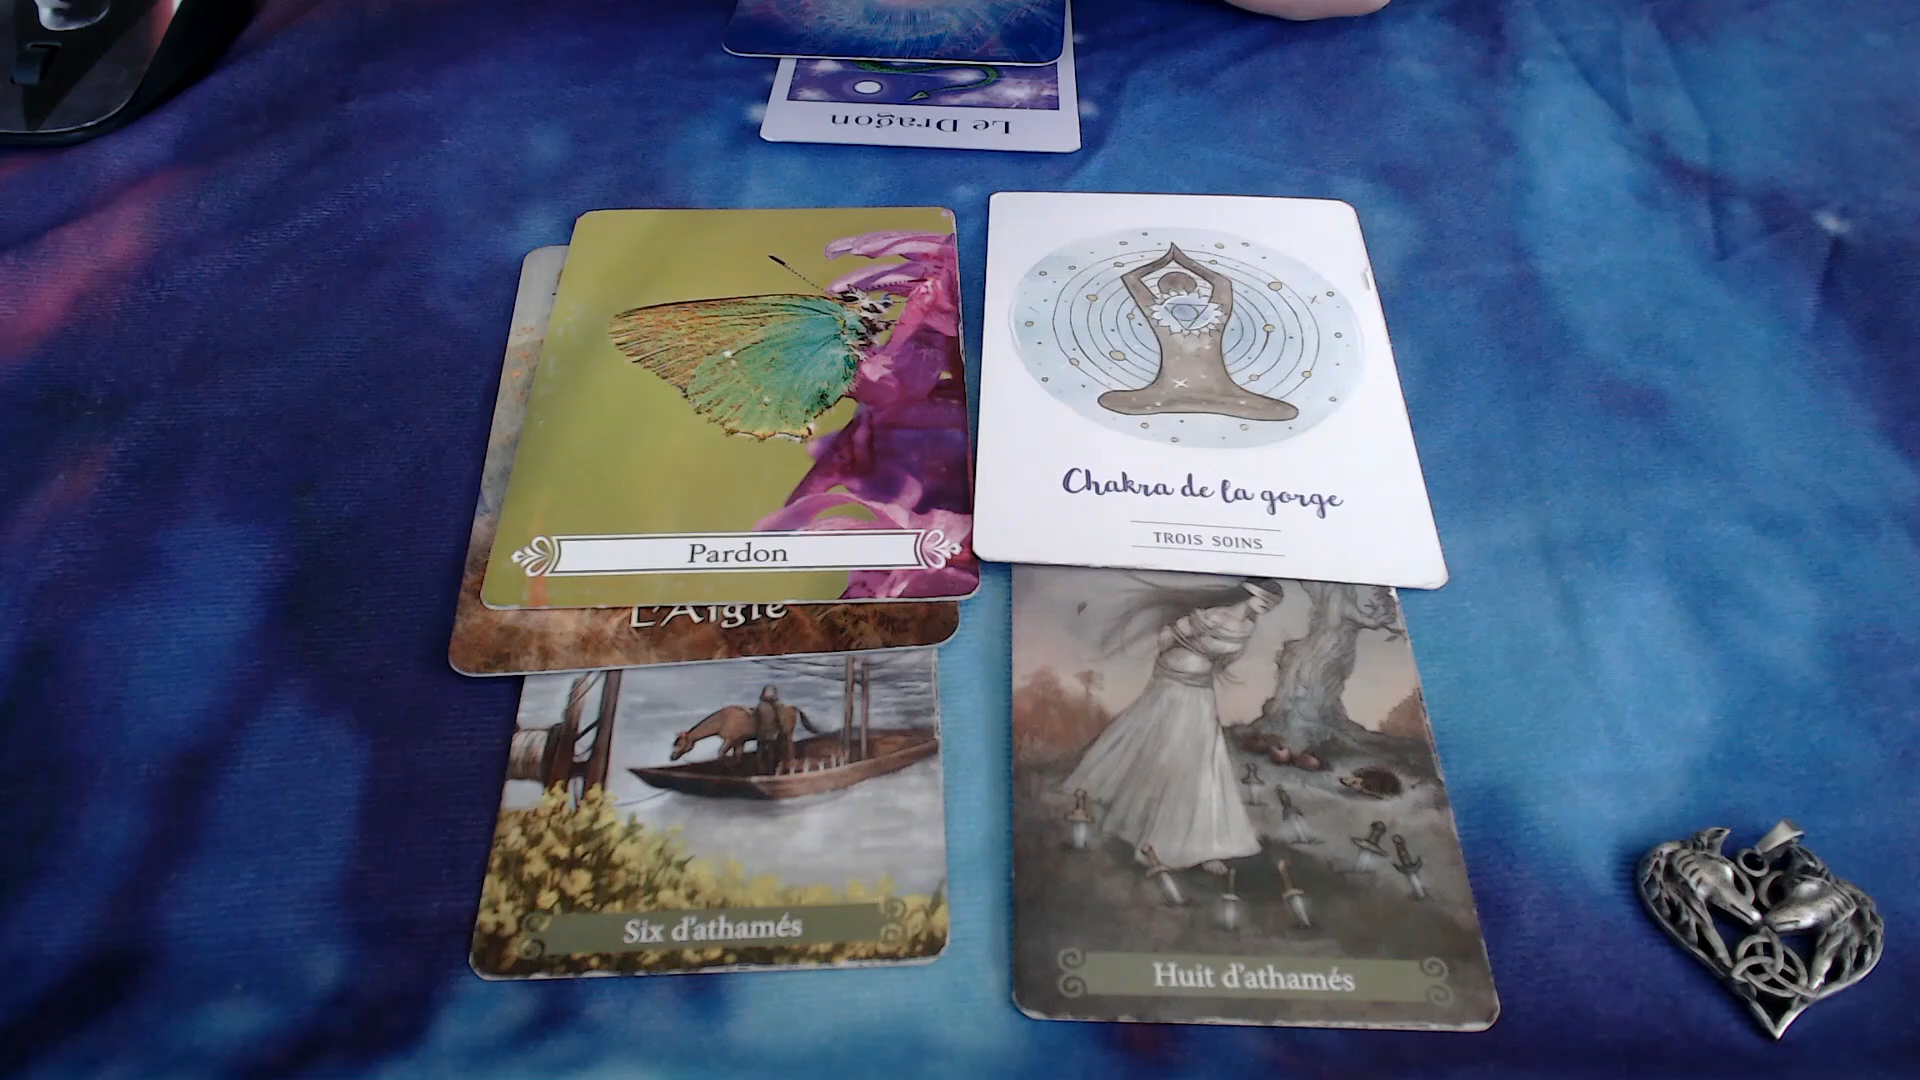 Le Dragon
Pardon
L'Aigle
Chakra de la gorge
TROIS SOINS
Six d'athamés
Huit d'athamés